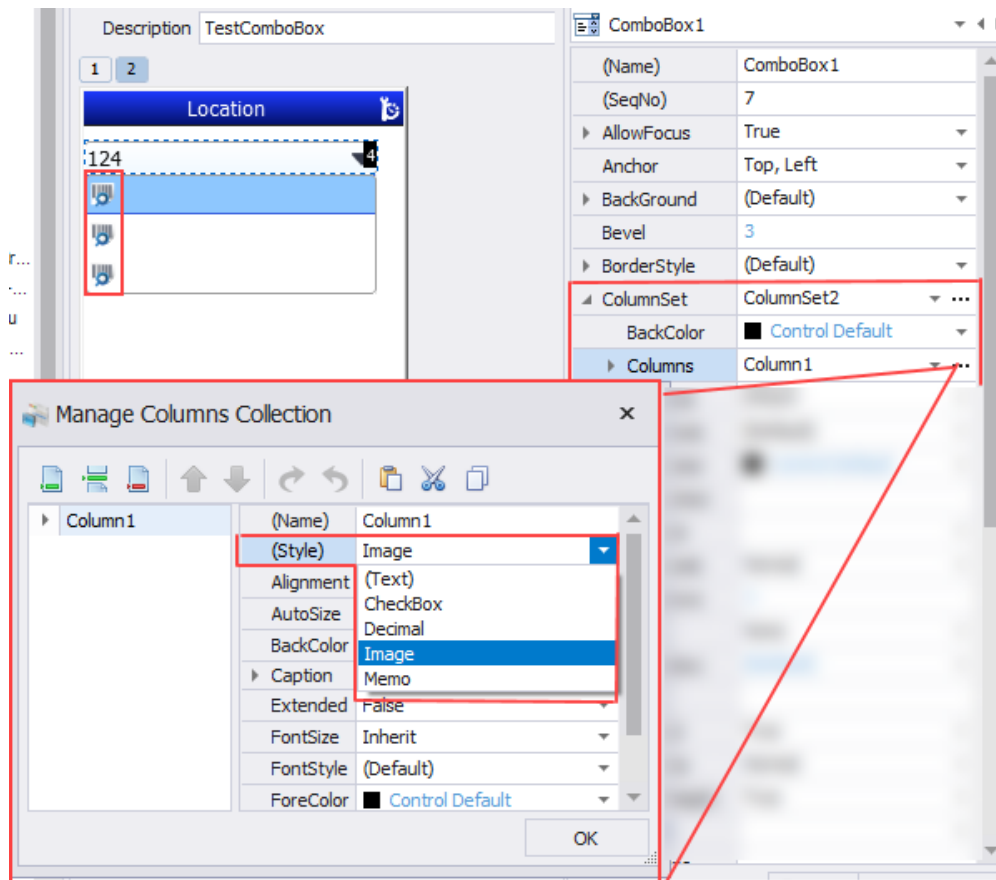 Description TestComboBox
1 2
Location
124
4
r...
u
...
ComboBox1
(Name) ComboBox1
(SeqNo) 7
AllowFocus True
Anchor Top, Left
BackGround (Default)
Bevel 3
BorderStyle (Default)
ColumnSet ColumnSet2 ...
BackColor Control Default
Columns Column1 ...
Manage Columns Collection
Column1
(Name) Column1
(Style) Image
Alignment (Text)
CheckBox
AutoSize
Decimal
BackColor
Image
Caption
Memo
Extended False
FontSize Inherit
FontStyle (Default)
ForeColor Control Default
OK